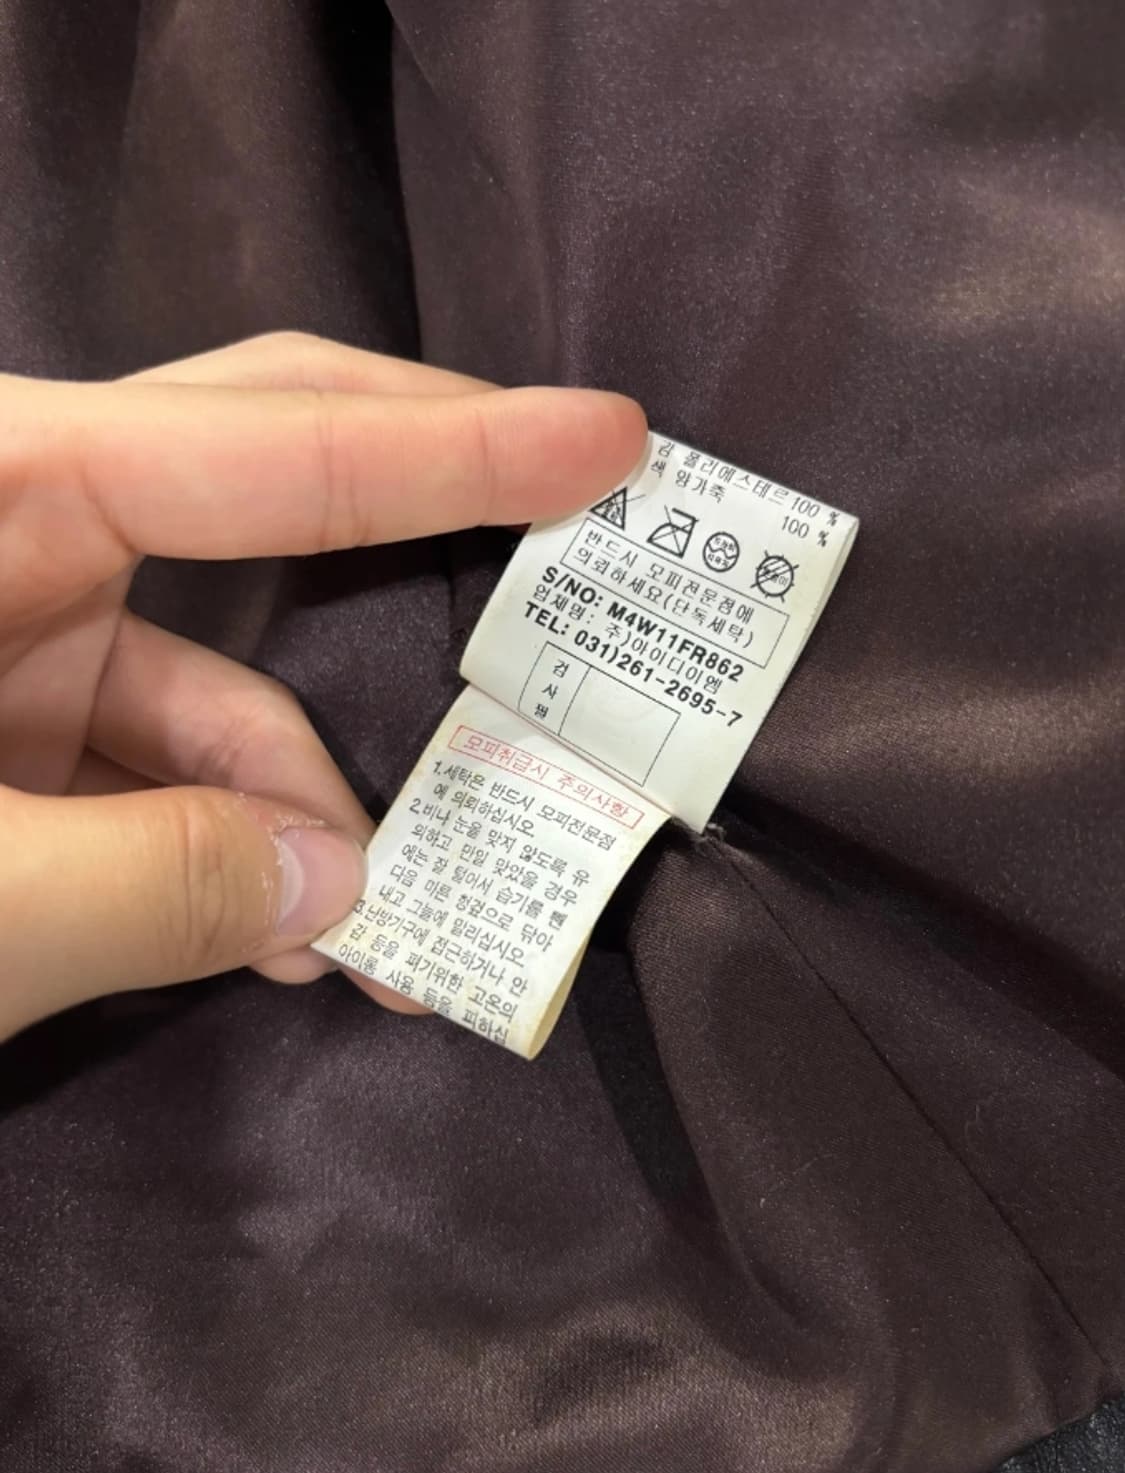 감 폴리에스테르 100 %
색 양가죽 100 %
반드시 모피전문점에
의뢰하세요(단독세탁)
S/NO: M4W11FR862
업체명: 주)아이디이엠
TEL: 031)261-2695-7
검
사
필
모피취급시 주의사항
1.세탁은 반드시 모피전문점
에 의뢰하십시오
2.비나 눈을 맞지 않도록 유
의하고 만일 맞았을 경우
에는 잘 털어서 습기를 뺀
다음 마른 헝겊으로 닦아
내고 그늘에 말리십시오
3.난방기구에 접근하거나 안
감 등을 펴기위한 고온의
아이롱 사용 등을 피하십